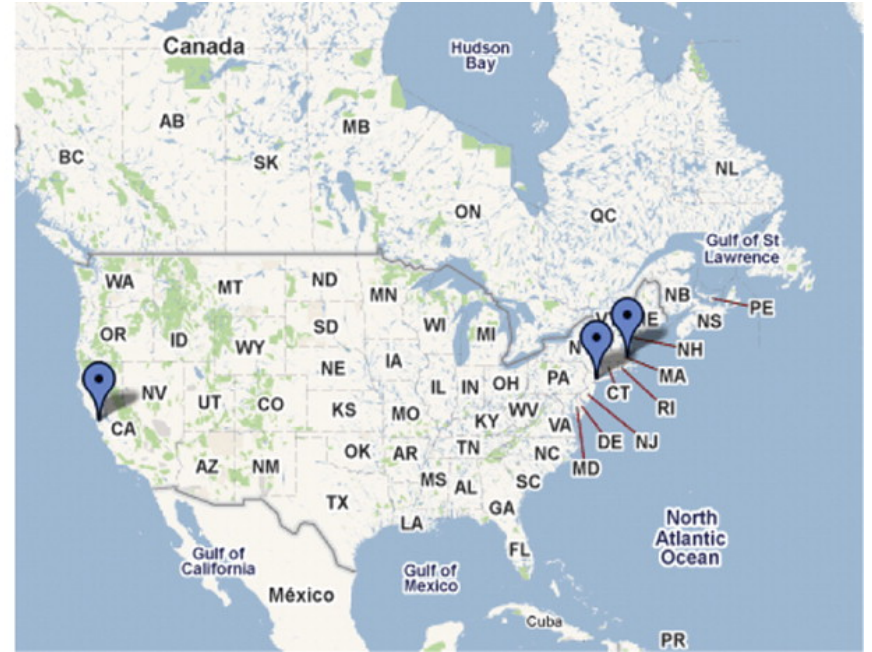 Canada
Hudson
Bay
AB
MB
BC
SK
NL
ON
QC
Gulf of St
Lawrence
WA
MT
ND
MN
NB
PE
OR
ID
SD
WI
MI
NS
WY
NH
NE
IA
PA
MA
NV
UT
CO
IL
IN
OH
CT
RI
KS
MO
WV
CA
KY
VA
NJ
OK
AR
TN
NC
DE
AZ
NM
MD
MS
AL
SC
TX
GA
LA
North
Atlantic
Ocean
FL
Gulf of
California
Gulf of
Mexico
México
Cuba
PR